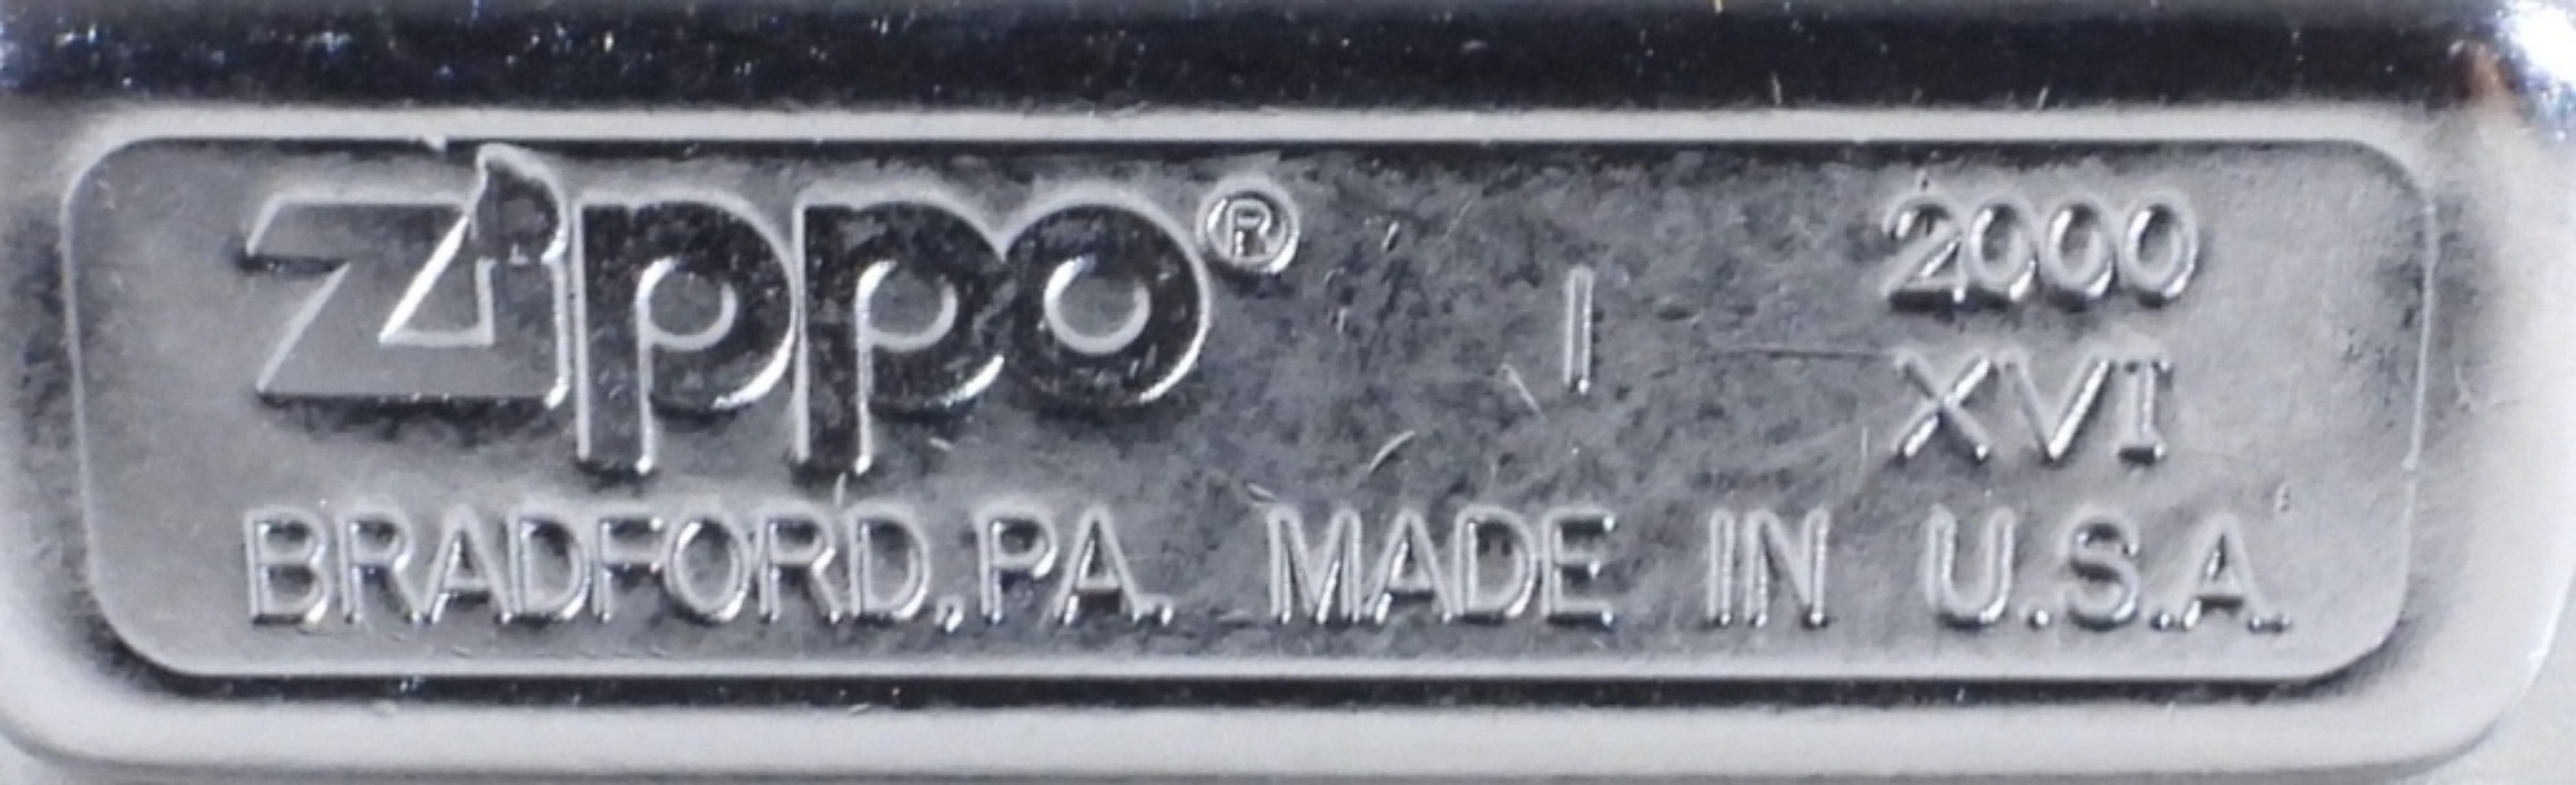 Zippo® I 2000
XVI
BRADFORD, PA. MADE IN U.S.A.